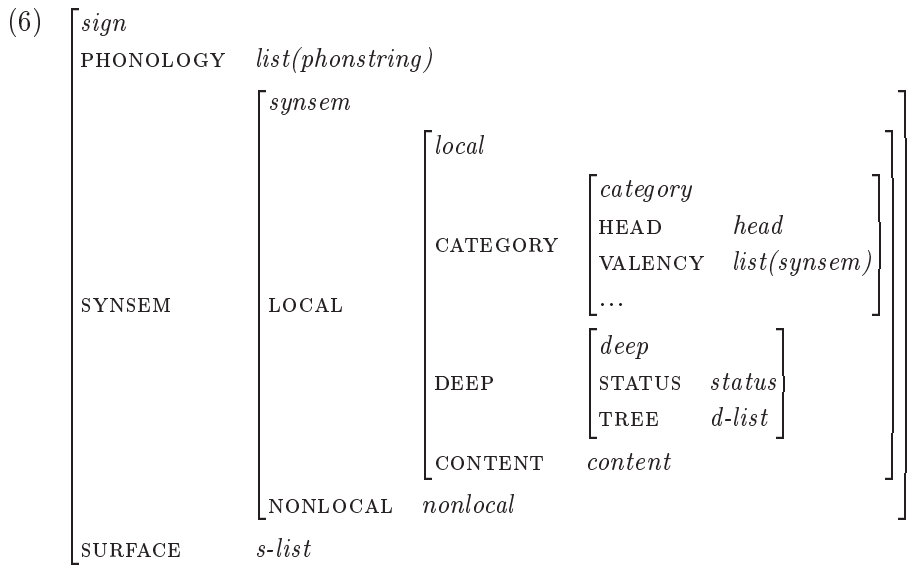 (6) sign
PHONOLOGY list(phonstring)
synsem
local
category
HEAD head
CATEGORY
VALENCY list(synsem)
...
SYNSEM LOCAL
deep
DEEP STATUS status
TREE d-list
CONTENT content
NONLOCAL nonlocal
SURFACE s-list